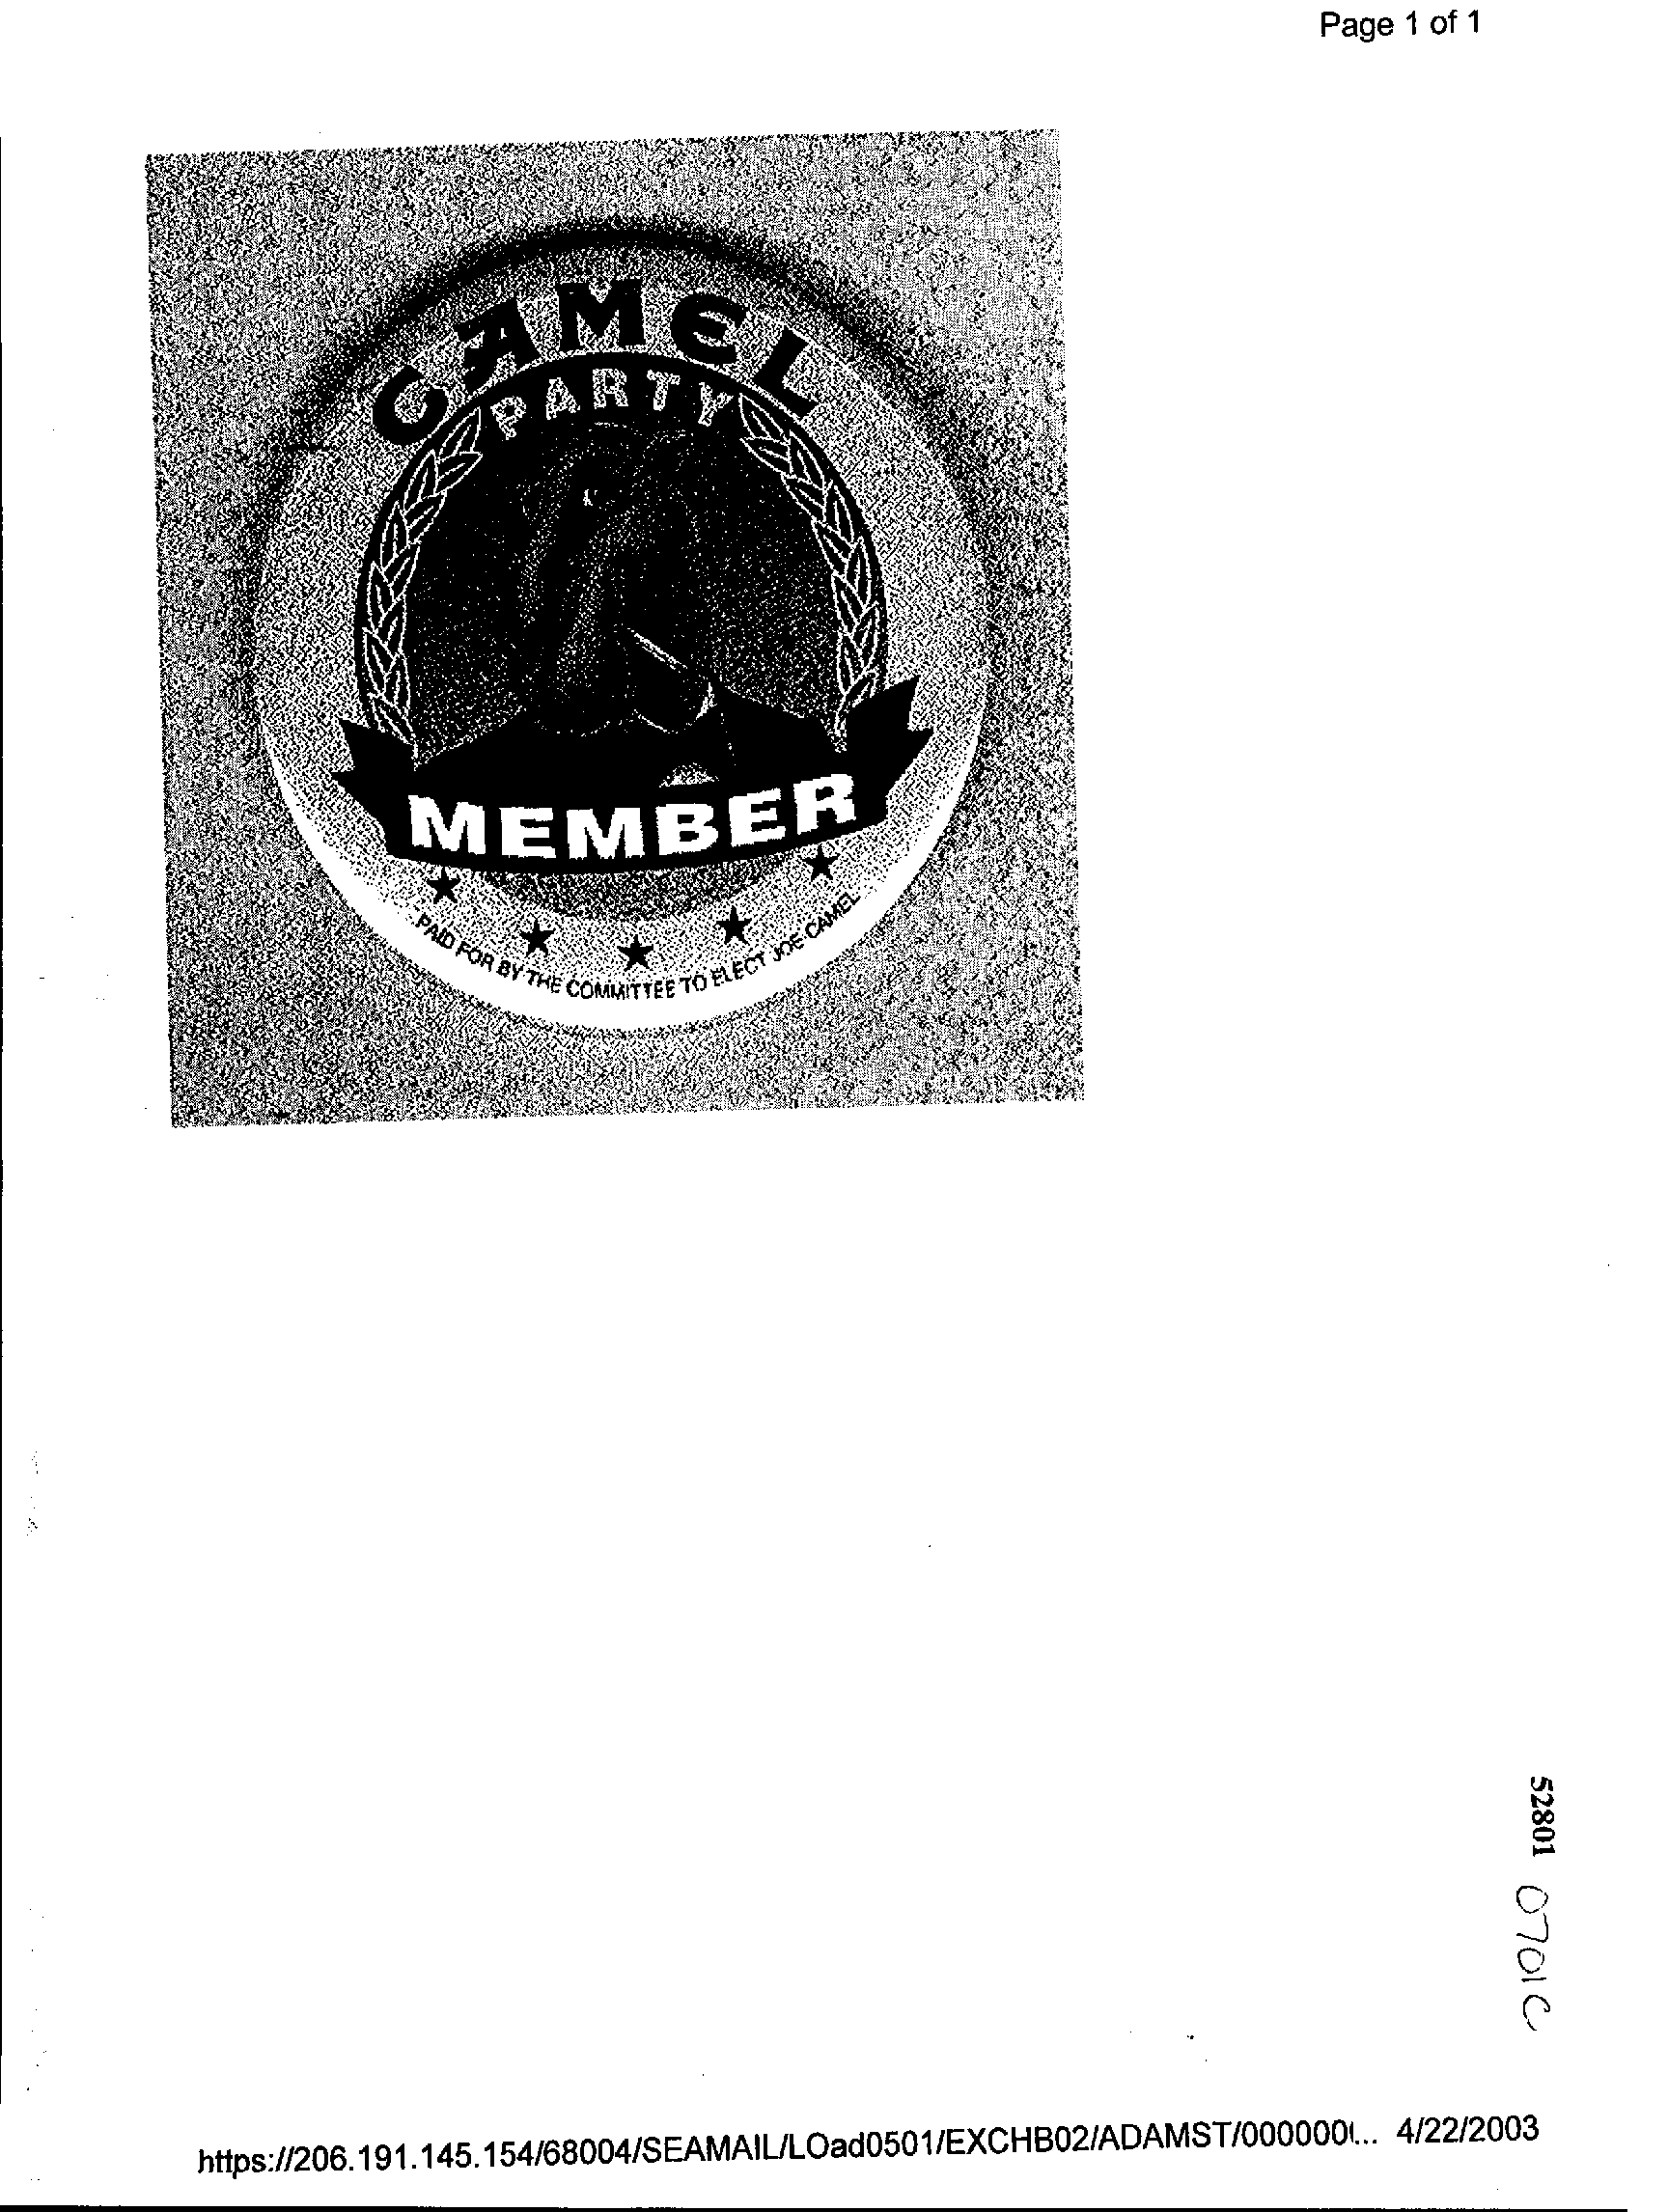 Page 1 of 1
CAMEL
PARTY
MEMBER
PAID FOR BY THE COMMITTEE TO ELECT JOE CAMEL
52801 0701C
https://206.191.145.154/68004/SEAMAIL/LOad0501/EXCHB02/ADAMST/000000(... 4/22/2003